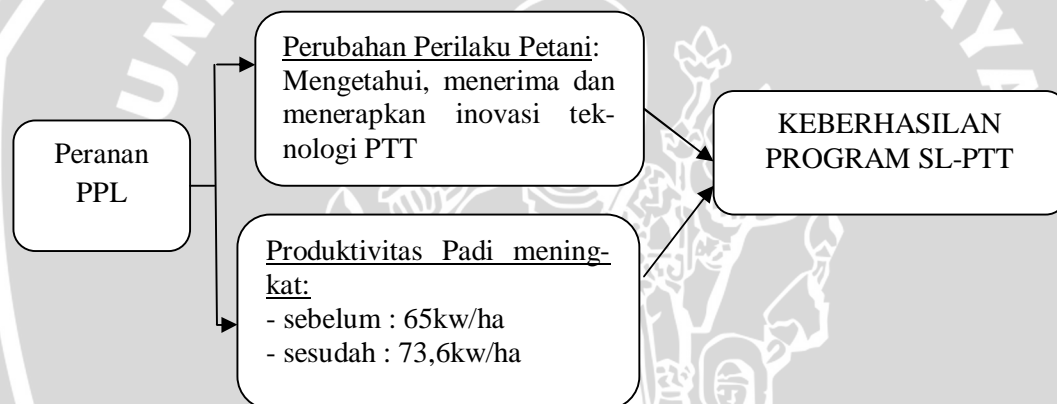 Peranan
PPL
Perubahan Perilaku Petani:
Mengetahui, menerima dan
menerapkan inovasi tek-
nologi PTT
Produktivitas Padi mening-
kat:
- sebelum : 65kw/ha
- sesudah : 73,6kw/ha
KEBERHASILAN
PROGRAM SL-PTT